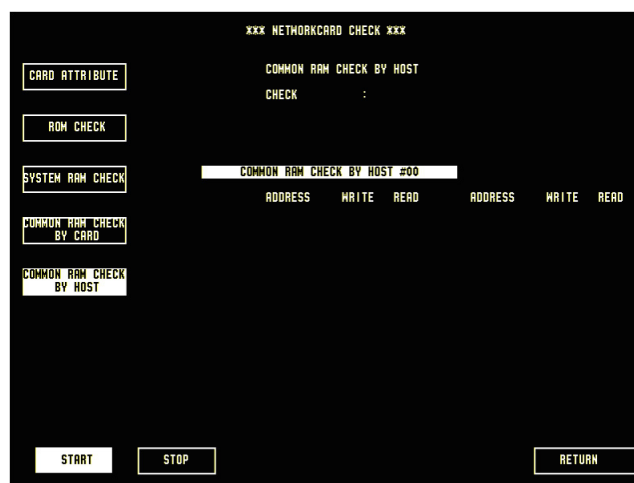 *** NETWORKCARD CHECK ***
COMMON RAM CHECK BY HOST
CHECK :
CARD ATTRIBUTE
ROM CHECK
SYSTEM RAM CHECK
COMMON RAM CHECK
BY CARD
COMMON RAM CHECK
BY HOST
COMMON RAM CHECK BY HOST #00
ADDRESS WRITE READ ADDRESS WRITE READ
START STOP RETURN